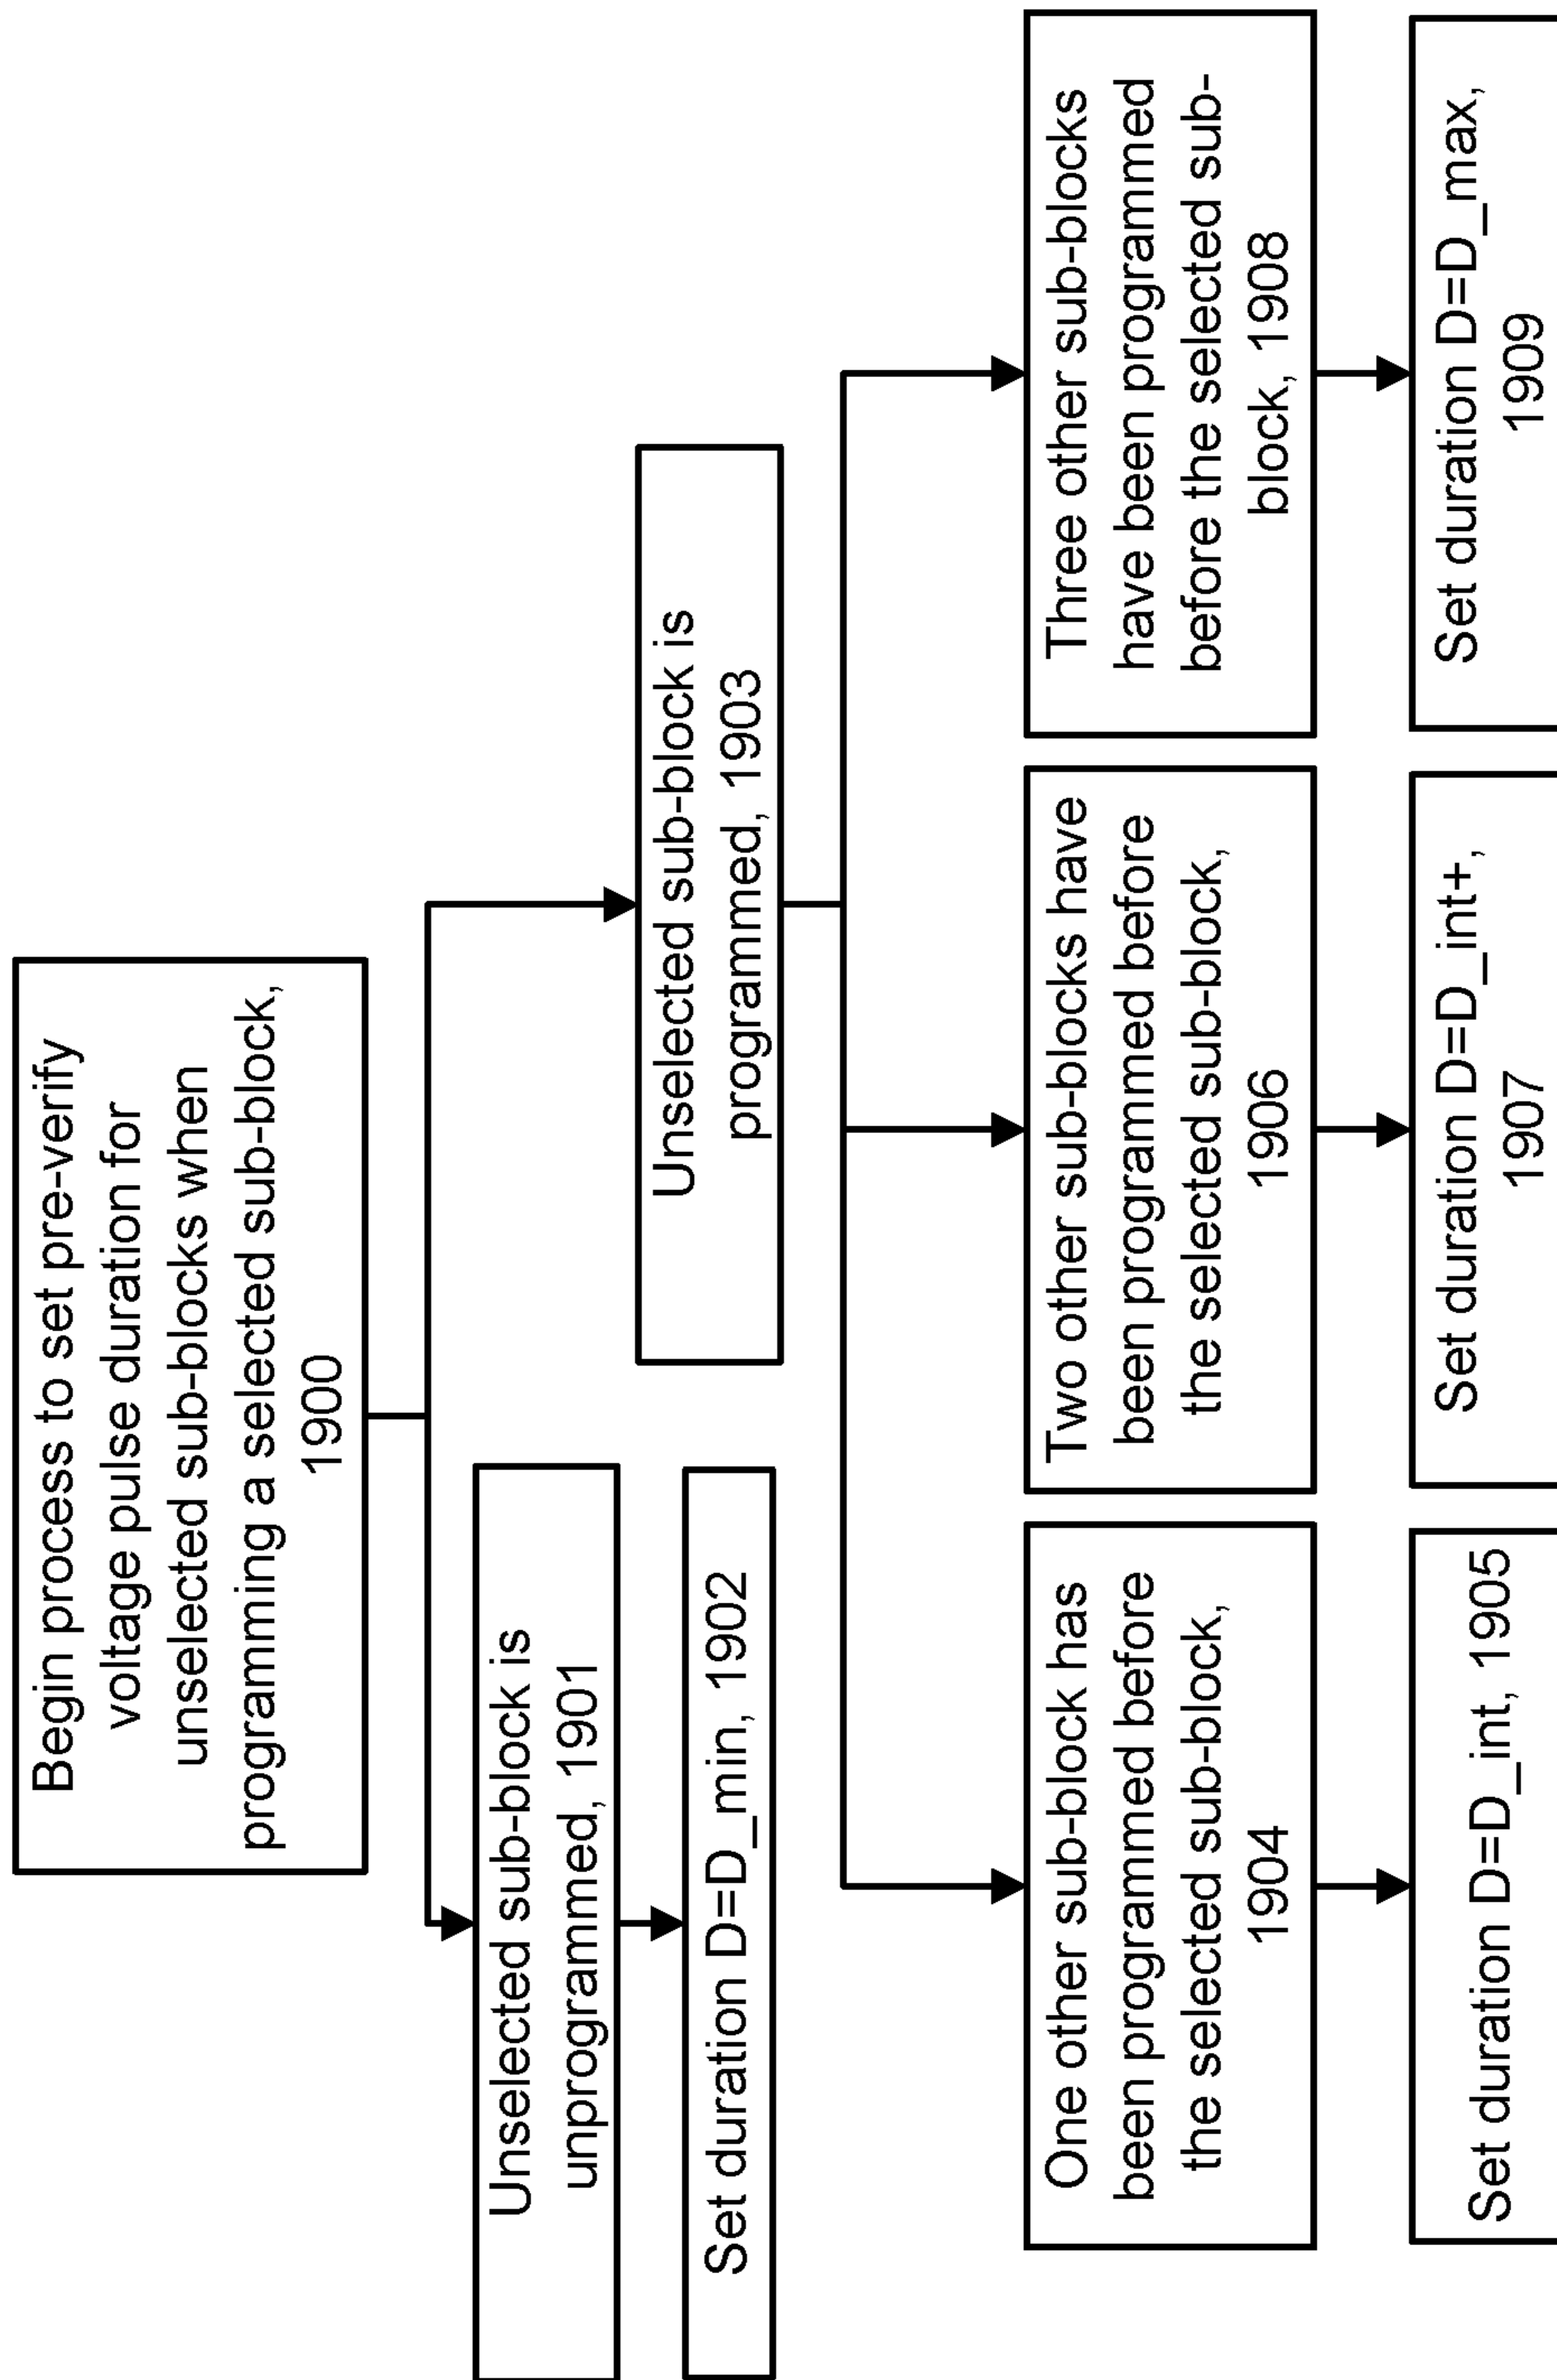 Begin process to set pre-verify
voltage pulse duration for
unselected sub-blocks when
programming a selected sub-block,
1900
Unselected sub-block is
unprogrammed, 1901
Set duration D=D_min, 1902
Unselected sub-block is
programmed, 1903
One other sub-block has
been programmed before
the selected sub-block,
1904
Set duration D=D_int, 1905
Two other sub-blocks have
been programmed before
the selected sub-block,
1906
Set duration D=D_int+,
1907
Three other sub-blocks
have been programmed
before the selected sub-
block, 1908
Set duration D=D_max,
1909